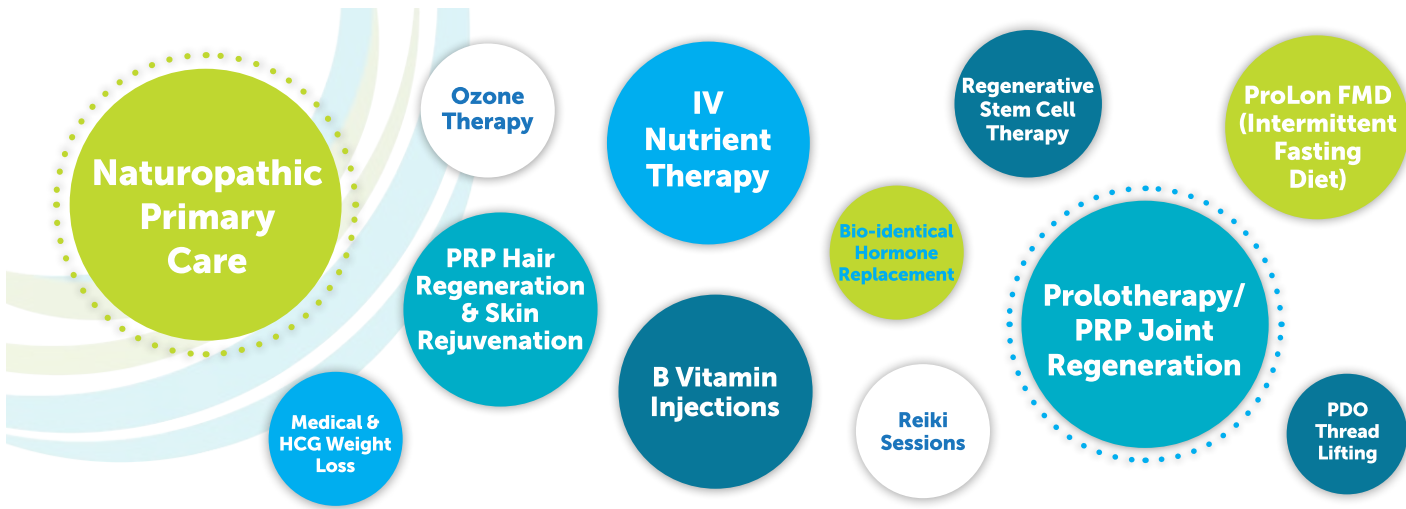 Naturopathic
Primary
Care
Ozone
Therapy
PRP Hair
Regeneration
& Skin
Rejuvenation
Medical &
HCG Weight
Loss
IV
Nutrient
Therapy
B Vitamin
Injections
Bio-identical
Hormone
Replacement
Reiki
Sessions
Regenerative
Stem Cell
Therapy
Prolotherapy/
PRP Joint
Regeneration
ProLon FMD
(Intermittent
Fasting
Diet)
PDO
Thread
Lifting